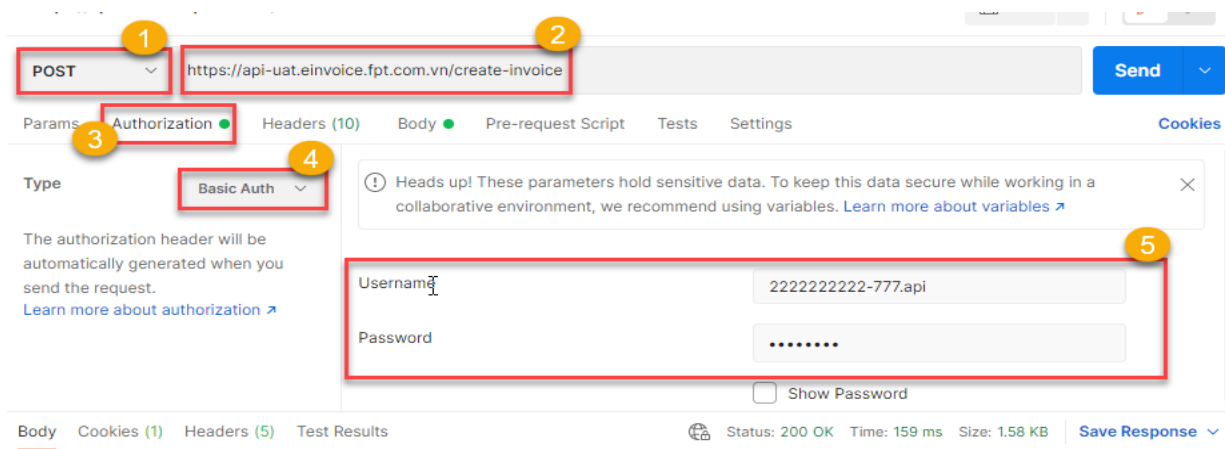 1
2
POST
https://api-uat.einvoice.fpt.com.vn/create-invoice
Send
3
Params Authorization Headers (10) Body Pre-request Script Tests Settings Cookies
4
Type
Basic Auth
Heads up! These parameters hold sensitive data. To keep this data secure while working in a
collaborative environment, we recommend using variables. Learn more about variables ↗
The authorization header will be
automatically generated when you
send the request.
Learn more about authorization ↗
5
Username
2222222222-777.api
Password
••••••••
Show Password
Body Cookies (1) Headers (5) Test Results
Status: 200 OK Time: 159 ms Size: 1.58 KB Save Response